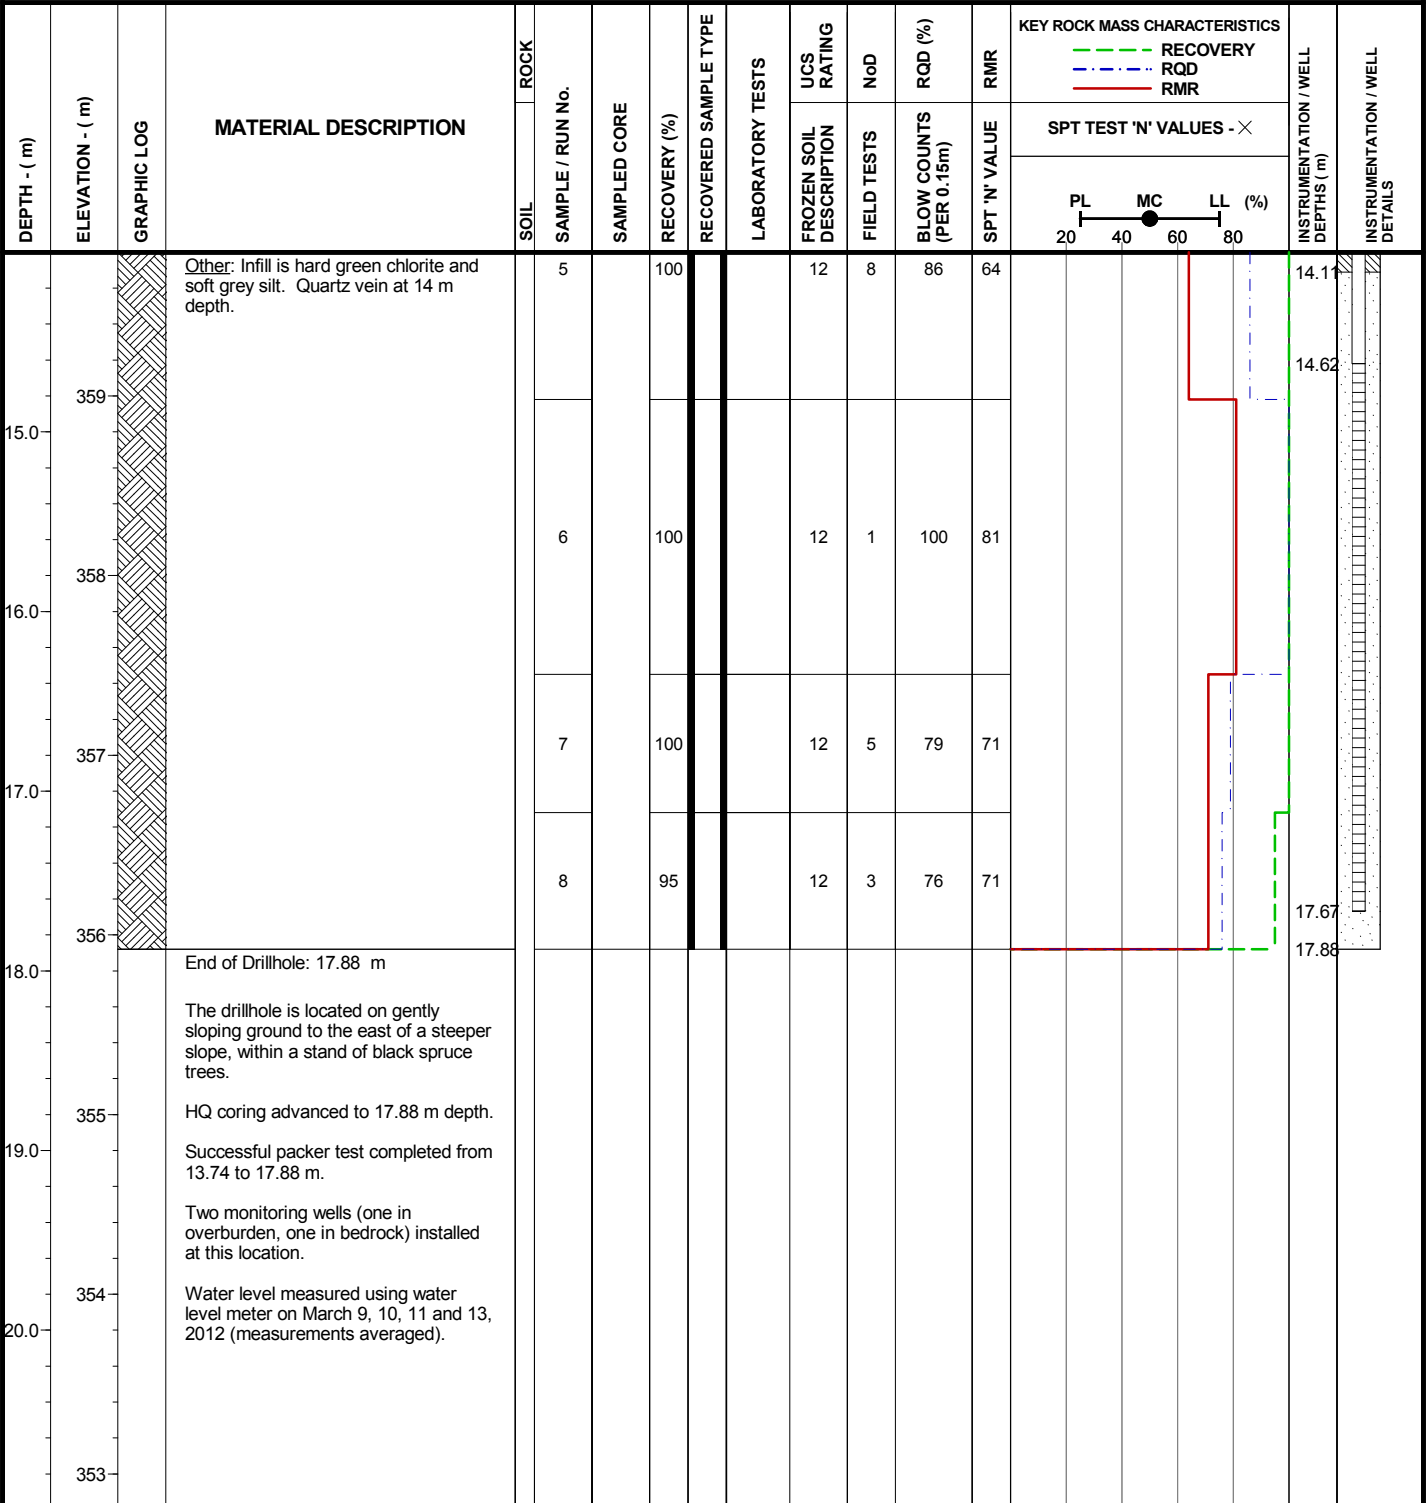 DEPTH - ( m)
ELEVATION - ( m)
GRAPHIC LOG
MATERIAL DESCRIPTION
SOIL
ROCK
SAMPLE / RUN No.
SAMPLED CORE
RECOVERY (%)
RECOVERED SAMPLE TYPE
LABORATORY TESTS
UCS
RATING
FROZEN SOIL
DESCRIPTION
NoD
FIELD TESTS
RQD (%)
BLOW COUNTS
(PER 0.15m)
RMR
SPT 'N' VALUE
KEY ROCK MASS CHARACTERISTICS
RECOVERY
RQD
RMR
SPT TEST 'N' VALUES - ×
PL MC LL (%)
20 40 60 80
INSTRUMENTATION / WELL
DEPTHS ( m)
INSTRUMENTATION / WELL
DETAILS
Other: Infill is hard green chlorite and
soft grey silt. Quartz vein at 14 m
depth.
5 100 12 8 86 64
14.11
14.62
359
15.0
6 100 12 1 100 81
358
16.0
7 100 12 5 79 71
357
17.0
8 95 12 3 76 71
17.67
356
17.88
End of Drillhole: 17.88 m
18.0
The drillhole is located on gently
sloping ground to the east of a steeper
slope, within a stand of black spruce
trees.
355
HQ coring advanced to 17.88 m depth.
19.0
Successful packer test completed from
13.74 to 17.88 m.
Two monitoring wells (one in
overburden, one in bedrock) installed
at this location.
354
Water level measured using water
level meter on March 9, 10, 11 and 13,
2012 (measurements averaged).
20.0
353